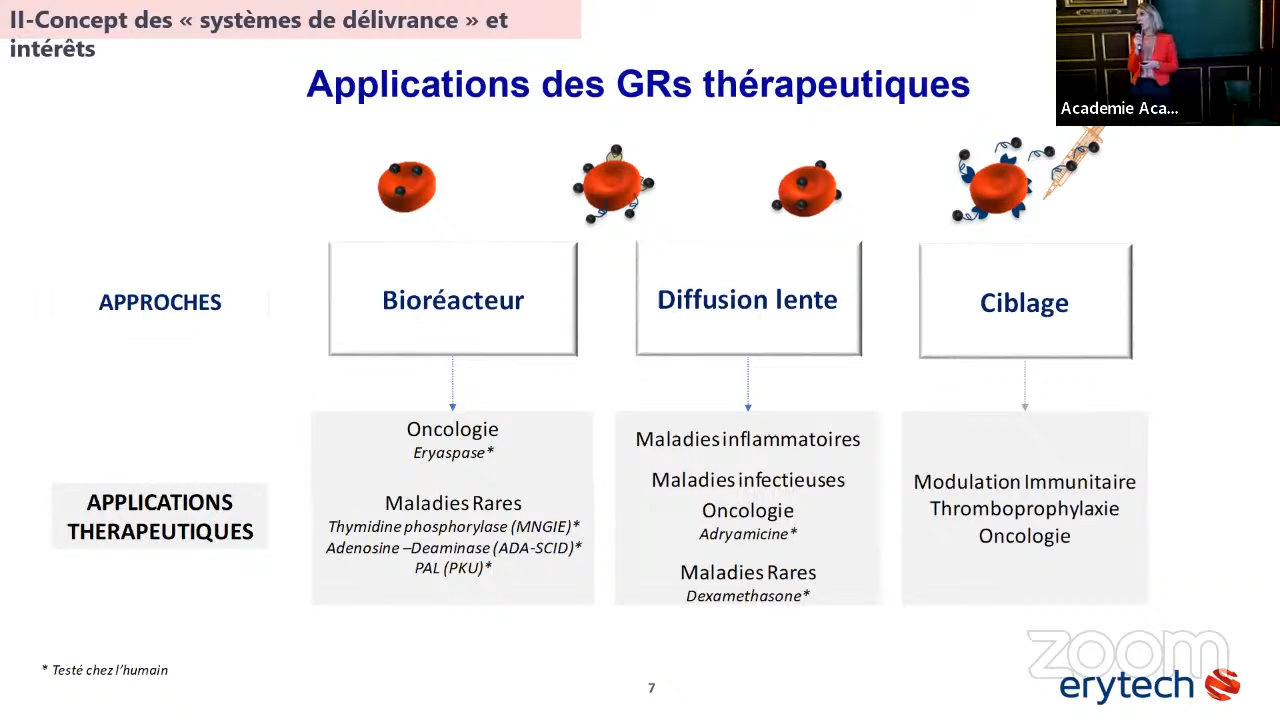 II-Concept des « systèmes de délivrance » et
intérêts
Applications des GRs thérapeutiques
Academie Aca...
APPROCHES
Bioréacteur
Diffusion lente
Ciblage
APPLICATIONS
THERAPEUTIQUES
Oncologie
Eryaspase*
Maladies Rares
Thymidine phosphorylase (MNGIE)*
Adenosine –Deaminase (ADA-SCID)*
PAL (PKU)*
Maladies inflammatoires
Maladies infectieuses
Oncologie
Adryamicine*
Maladies Rares
Dexamethasone*
Modulation Immunitaire
Thromboprophylaxie
Oncologie
* Testé chez l'humain
7
zoom
erytech